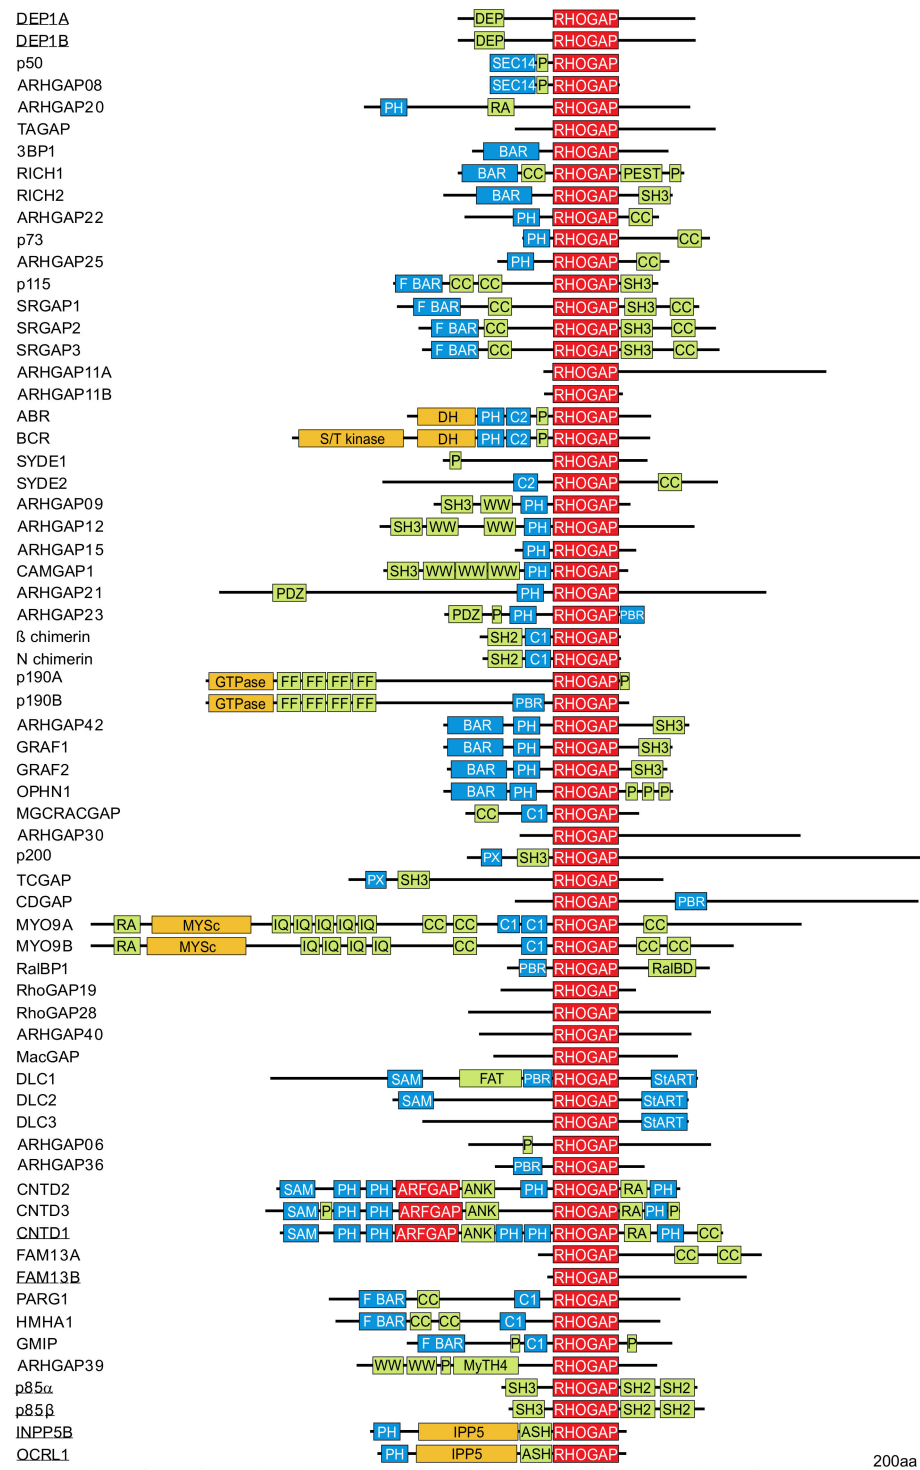 DEP1A DEP RHOGAP
DEP1B DEP RHOGAP
p50 SEC14 P RHOGAP
ARHGAP08 SEC14 P RHOGAP
ARHGAP20 PH RA RHOGAP
TAGAP RHOGAP
3BP1 BAR RHOGAP
RICH1 BAR CC RHOGAP PEST P
RICH2 BAR RHOGAP SH3
ARHGAP22 PH RHOGAP CC
p73 PH RHOGAP CC
ARHGAP25 PH RHOGAP CC
p115 F BAR CC CC RHOGAP SH3
SRGAP1 F BAR CC RHOGAP SH3 CC
SRGAP2 F BAR CC RHOGAP SH3 CC
SRGAP3 F BAR CC RHOGAP SH3 CC
ARHGAP11A RHOGAP
ARHGAP11B RHOGAP
ABR DH PH C2 P RHOGAP
BCR S/T kinase DH PH C2 P RHOGAP
SYDE1 P RHOGAP
SYDE2 C2 RHOGAP CC
ARHGAP09 SH3 WW PH RHOGAP
ARHGAP12 SH3 WW WW PH RHOGAP
ARHGAP15 PH RHOGAP
CAMGAP1 SH3 WW WW WW PH RHOGAP
ARHGAP21 PDZ PH RHOGAP
ARHGAP23 PDZ P PH RHOGAP PBR
ß chimerin SH2 C1 RHOGAP
N chimerin SH2 C1 RHOGAP
p190A GTPase FF FF FF FF RHOGAP P
p190B GTPase FF FF FF FF PBR RHOGAP
ARHGAP42 BAR PH RHOGAP SH3
GRAF1 BAR PH RHOGAP SH3
GRAF2 BAR PH RHOGAP SH3
OPHN1 BAR PH RHOGAP P P P
MGCRACGAP CC C1 RHOGAP
ARHGAP30 RHOGAP
p200 PX SH3 RHOGAP
TCGAP PX SH3 RHOGAP
CDGAP RHOGAP PBR
MYO9A RA MYSc IQ IQ IQ IQ IQ CC CC C1 C1 RHOGAP CC
MYO9B RA MYSc IQ IQ IQ IQ CC C1 RHOGAP CC CC
RalBP1 PBR RHOGAP RalBD
RhoGAP19 RHOGAP
RhoGAP28 RHOGAP
ARHGAP40 RHOGAP
MacGAP RHOGAP
DLC1 SAM FAT PBR RHOGAP StART
DLC2 SAM RHOGAP StART
DLC3 RHOGAP StART
ARHGAP06 P RHOGAP
ARHGAP36 PBR RHOGAP
CNTD2 SAM PH PH ARFGAP ANK PH RHOGAP RA PH
CNTD3 SAM P PH PH ARFGAP ANK RHOGAP RA PH P
CNTD1 SAM PH PH ARFGAP ANK PH PH RHOGAP RA PH CC
FAM13A RHOGAP CC CC
FAM13B RHOGAP
PARG1 F BAR CC C1 RHOGAP
HMHA1 F BAR CC CC C1 RHOGAP
GMIP F BAR P C1 RHOGAP P
ARHGAP39 WW WW P MyTH4 RHOGAP
p85α SH3 RHOGAP SH2 SH2
p85β SH3 RHOGAP SH2 SH2
INPP5B PH IPP5 ASH RHOGAP
OCRL1 PH IPP5 ASH RHOGAP
200aa